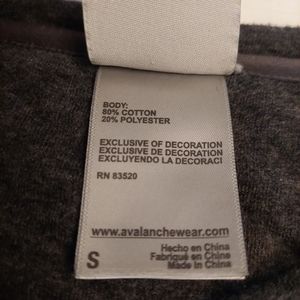 BODY:
80% COTTON
20% POLYESTER
EXCLUSIVE OF DECORATION
EXCLUSIVE DE DECORATION
EXCLUYENDO LA DECORACI
RN 83520
www.avalanchewear.com
S
Hecho en China
Fabriqué en Chine
Made In China